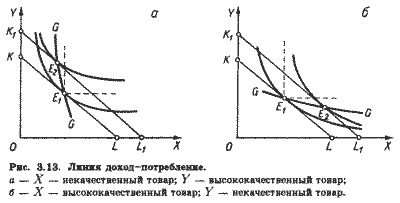 Y G a
K₁
K E₂
E₁
G
O L L₁ X
Y б
K₁
K
G E₁ E₂ G
O L L₁ X
Рис. 3.13. Линия доход–потребление.
а — X — некачественный товар; Y — высококачественный товар;
б — X — высококачественный товар; Y — некачественный товар.